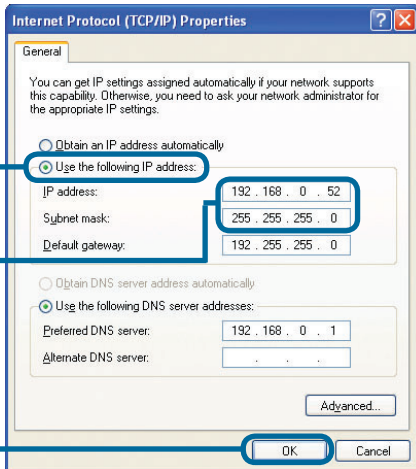 Internet Protocol (TCP/IP) Properties
General
You can get IP settings assigned automatically if your network supports
this capability. Otherwise, you need to ask your network administrator for
the appropriate IP settings.
Obtain an IP address automatically
Use the following IP address:
IP address: 192 . 168 . 0 . 52
Subnet mask: 255 . 255 . 255 . 0
Default gateway: 192 . 255 . 255 . 0
Obtain DNS server address automatically
Use the following DNS server addresses:
Preferred DNS server: 192 . 168 . 0 . 1
Alternate DNS server: . . .
Advanced...
OK Cancel